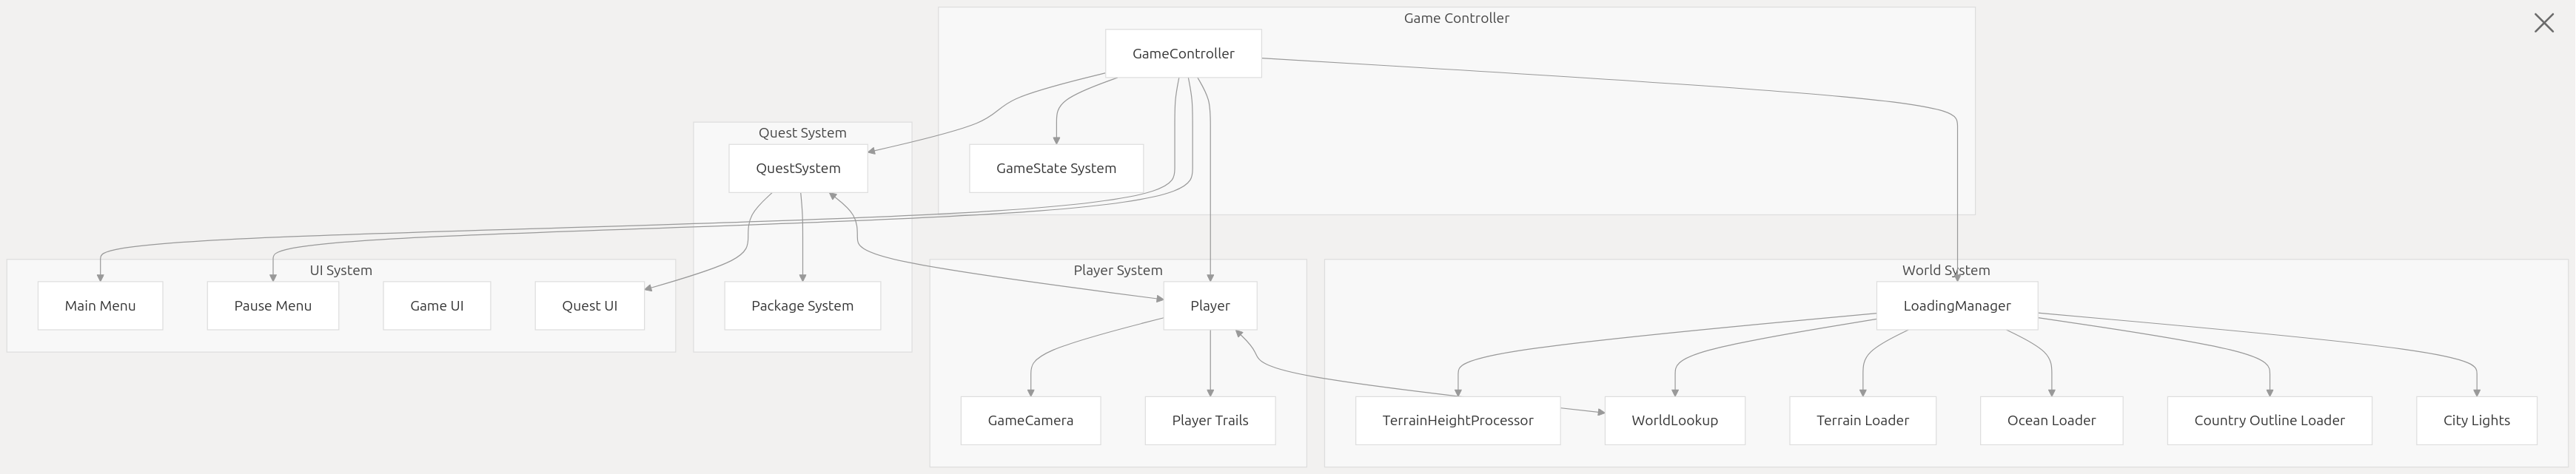 Game Controller
GameController
Quest System
QuestSystem
GameState System
UI System
Main Menu
Pause Menu
Game UI
Quest UI
Package System
Player System
Player
GameCamera
Player Trails
World System
LoadingManager
TerrainHeightProcessor
WorldLookup
Terrain Loader
Ocean Loader
Country Outline Loader
City Lights